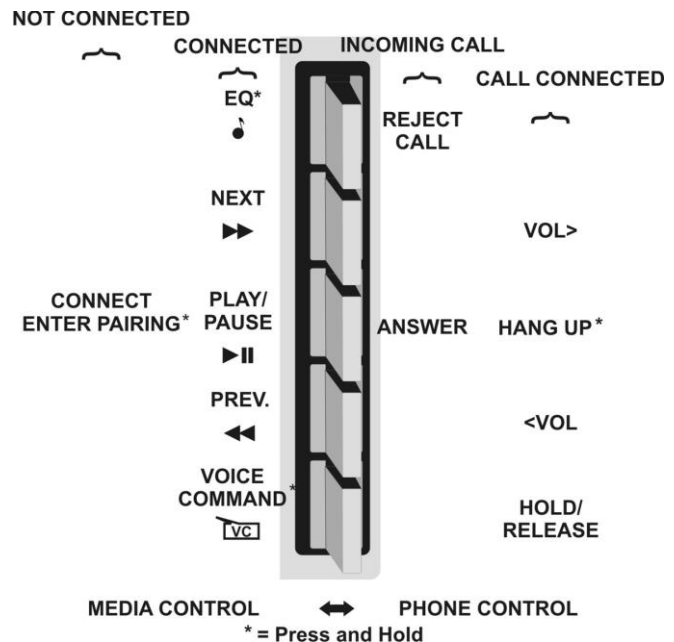 NOT CONNECTED
CONNECTED
INCOMING CALL
CALL CONNECTED
EQ*
REJECT
CALL
NEXT
VOL>
CONNECT
ENTER PAIRING*
PLAY/
PAUSE
ANSWER
HANG UP*
PREV.
<VOL
VOICE
COMMAND*
VC
HOLD/
RELEASE
MEDIA CONTROL
PHONE CONTROL
* = Press and Hold